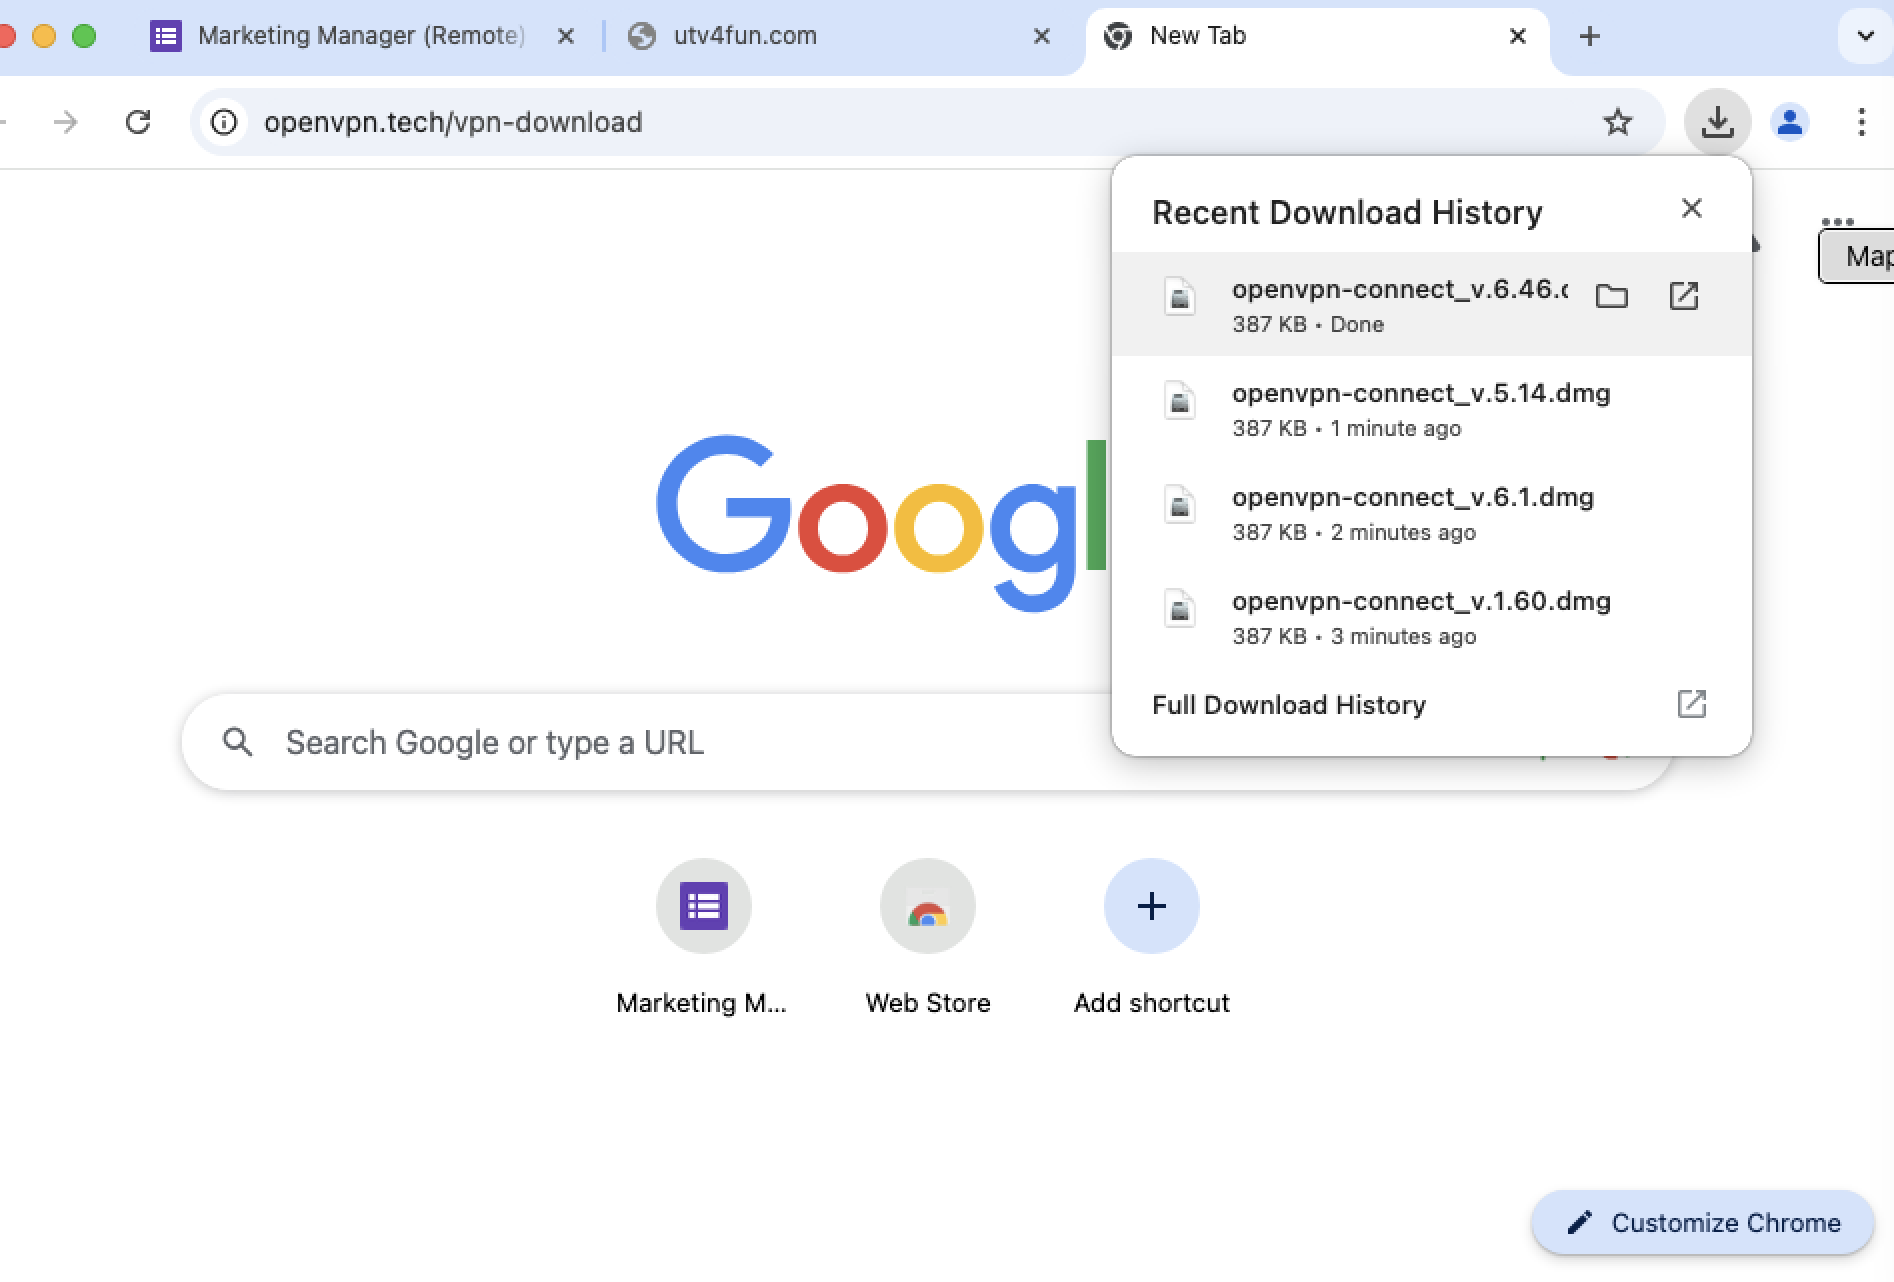 Marketing Manager (Remote)
utv4fun.com
New Tab
openvpn.tech/vpn-download
Recent Download History
openvpn-connect_v.6.46.
387 KB • Done
openvpn-connect_v.5.14.dmg
387 KB • 1 minute ago
openvpn-connect_v.6.1.dmg
387 KB • 2 minutes ago
openvpn-connect_v.1.60.dmg
387 KB • 3 minutes ago
Full Download History
Map
Googl
Search Google or type a URL
Marketing M...
Web Store
Add shortcut
Customize Chrome